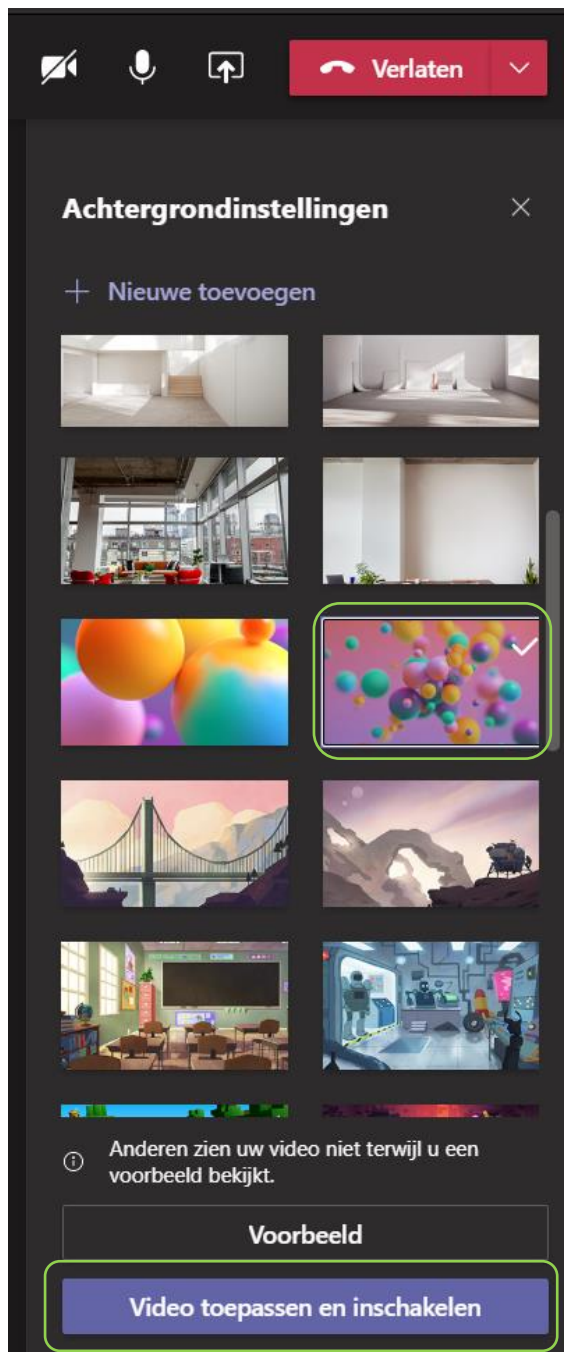 Verlaten
Achtergrondinstellingen
Nieuwe toevoegen
Anderen zien uw video niet terwijl u een
voorbeeld bekijkt.
Voorbeeld
Video toepassen en inschakelen